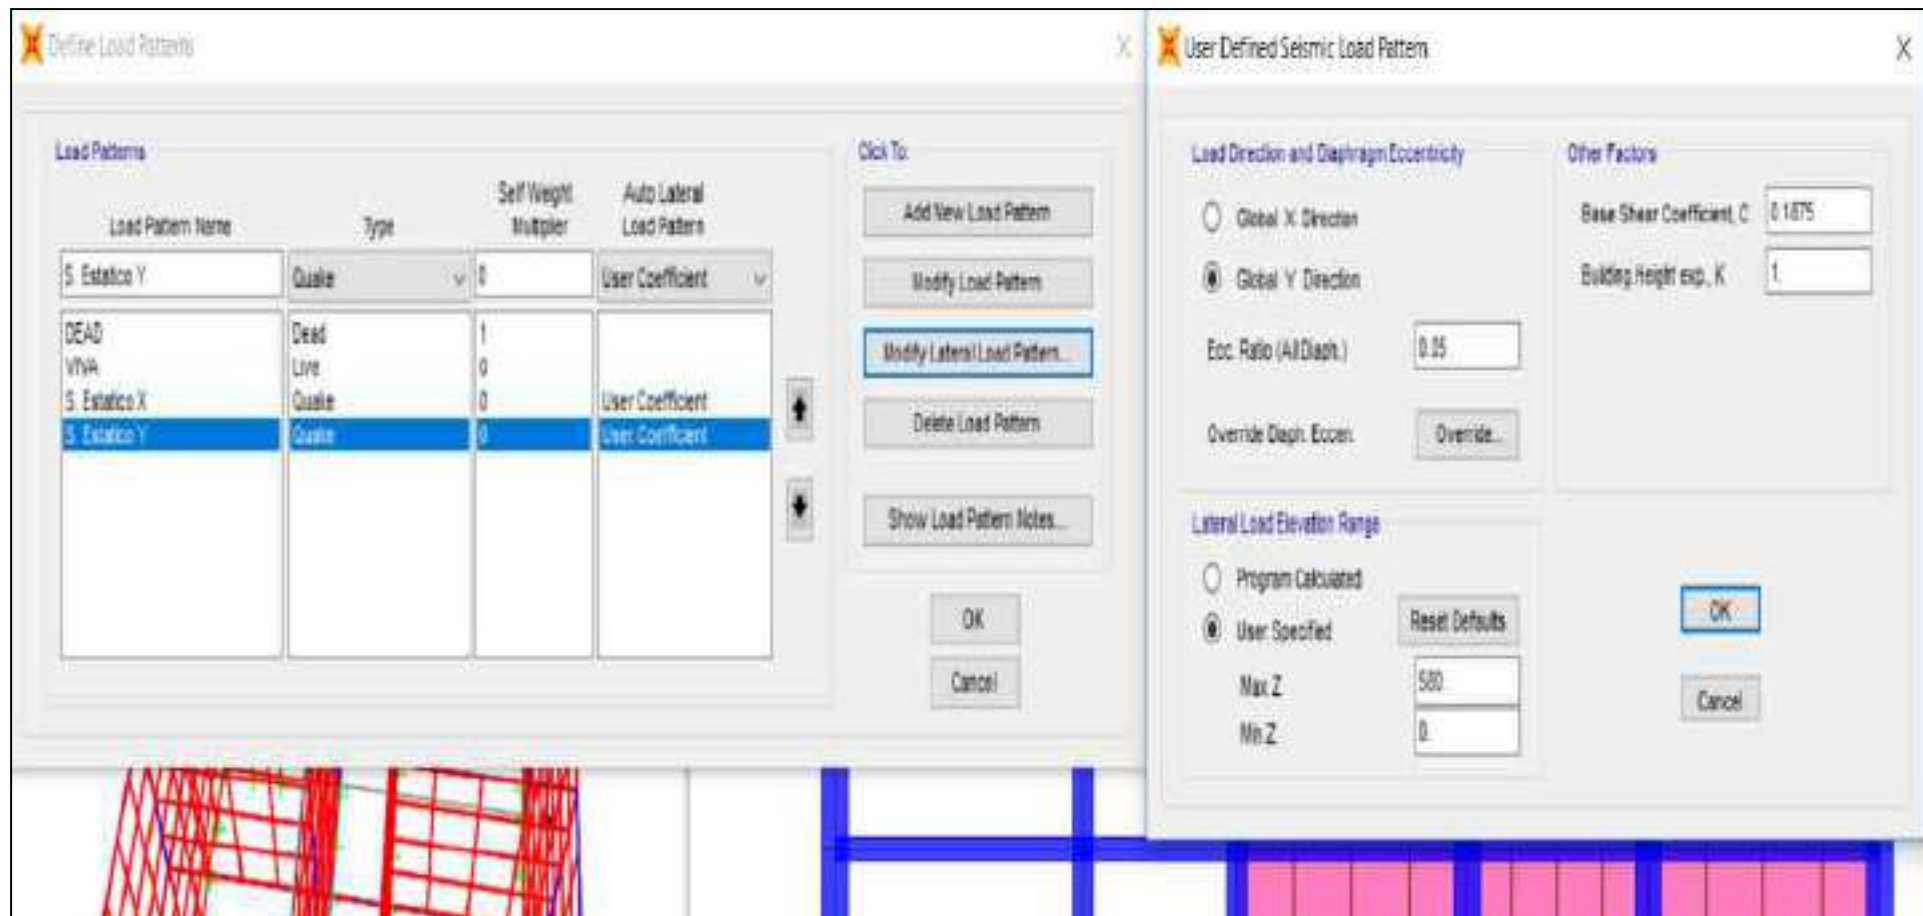 Define Load Patterns
Load Patterns
Load Pattern Name
Type
Self Weight Multiplier
Auto Lateral Load Pattern
S. Estatico Y Quake 0 User Coefficient
DEAD Dead 1
VIVA Live 0
S. Estatico X Quake 0 User Coefficient
S. Estatico Y Quake 0 User Coefficient
Click To:
Add New Load Pattern
Modify Load Pattern
Modify Lateral Load Pattern...
Delete Load Pattern
Show Load Pattern Notes...
OK
Cancel
User Defined Seismic Load Pattern
Load Direction and Diaphragm Eccentricity
Global X Direction
Global Y Direction
Ecc. Ratio (All Diaph.) 0.05
Override Diaph. Eccen. Override...
Other Factors
Base Shear Coefficient, C 0.1875
Building Height exp., K 1.
Lateral Load Elevation Range
Program Calculated
User Specified Reset Defaults
Max Z 580.
Min Z 0.
OK
Cancel